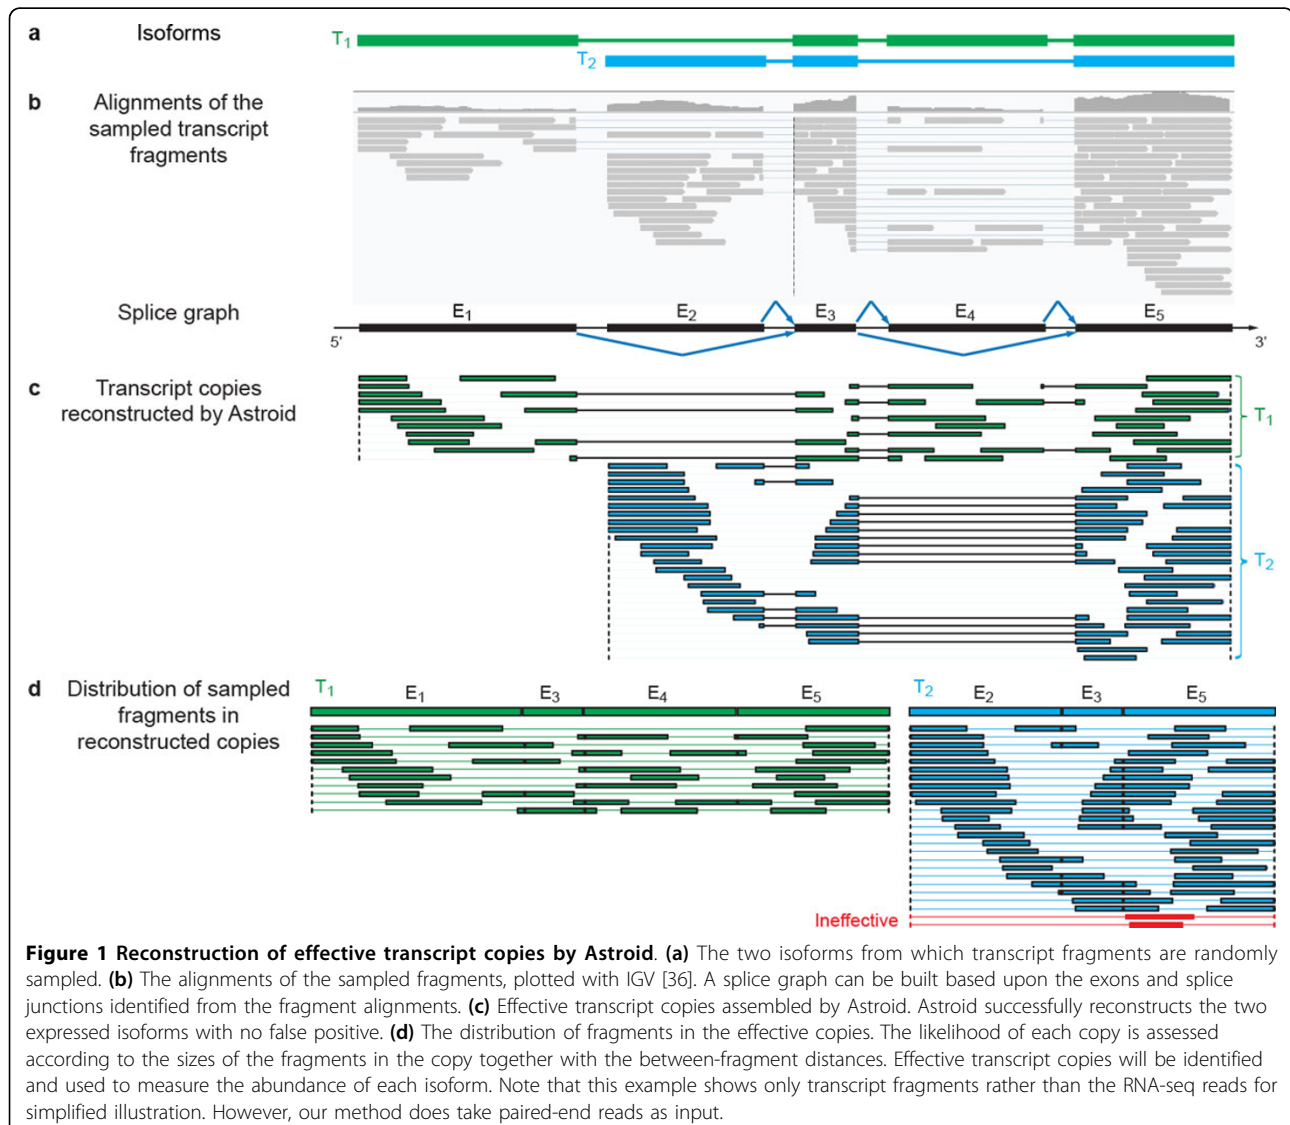 a Isoforms T1
T2
b Alignments of the
sampled transcript
fragments
Splice graph E1 E2 E3 E4 E5
5' 3'
c Transcript copies
reconstructed by Astroid
T1
T2
d Distribution of sampled
fragments in
reconstructed copies
T1 E1 E3 E4 E5
T2 E2 E3 E5
Ineffective
Figure 1 Reconstruction of effective transcript copies by Astroid. (a) The two isoforms from which transcript fragments are randomly
sampled. (b) The alignments of the sampled fragments, plotted with IGV [36]. A splice graph can be built based upon the exons and splice
junctions identified from the fragment alignments. (c) Effective transcript copies assembled by Astroid. Astroid successfully reconstructs the two
expressed isoforms with no false positive. (d) The distribution of fragments in the effective copies. The likelihood of each copy is assessed
according to the sizes of the fragments in the copy together with the between-fragment distances. Effective transcript copies will be identified
and used to measure the abundance of each isoform. Note that this example shows only transcript fragments rather than the RNA-seq reads for
simplified illustration. However, our method does take paired-end reads as input.